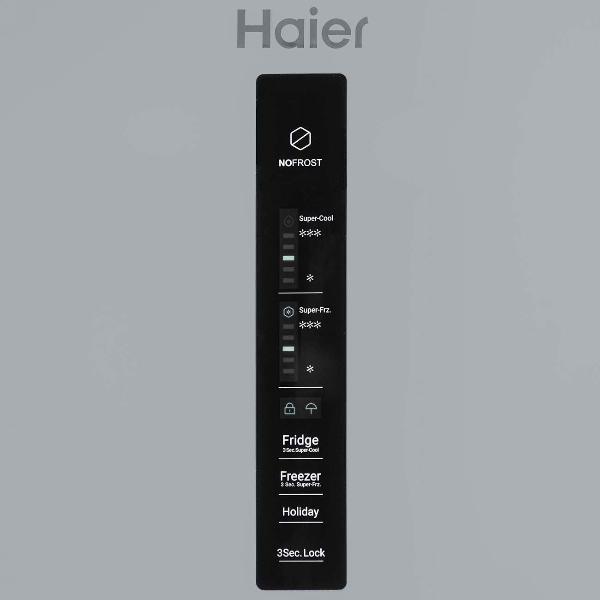 Haier
NOFROST
Super-Cool
***
*
Super-Frz.
***
*
Fridge
3Sec.Super-Cool
Freezer
3 Sec. Super-Frz.
Holiday
3Sec.Lock